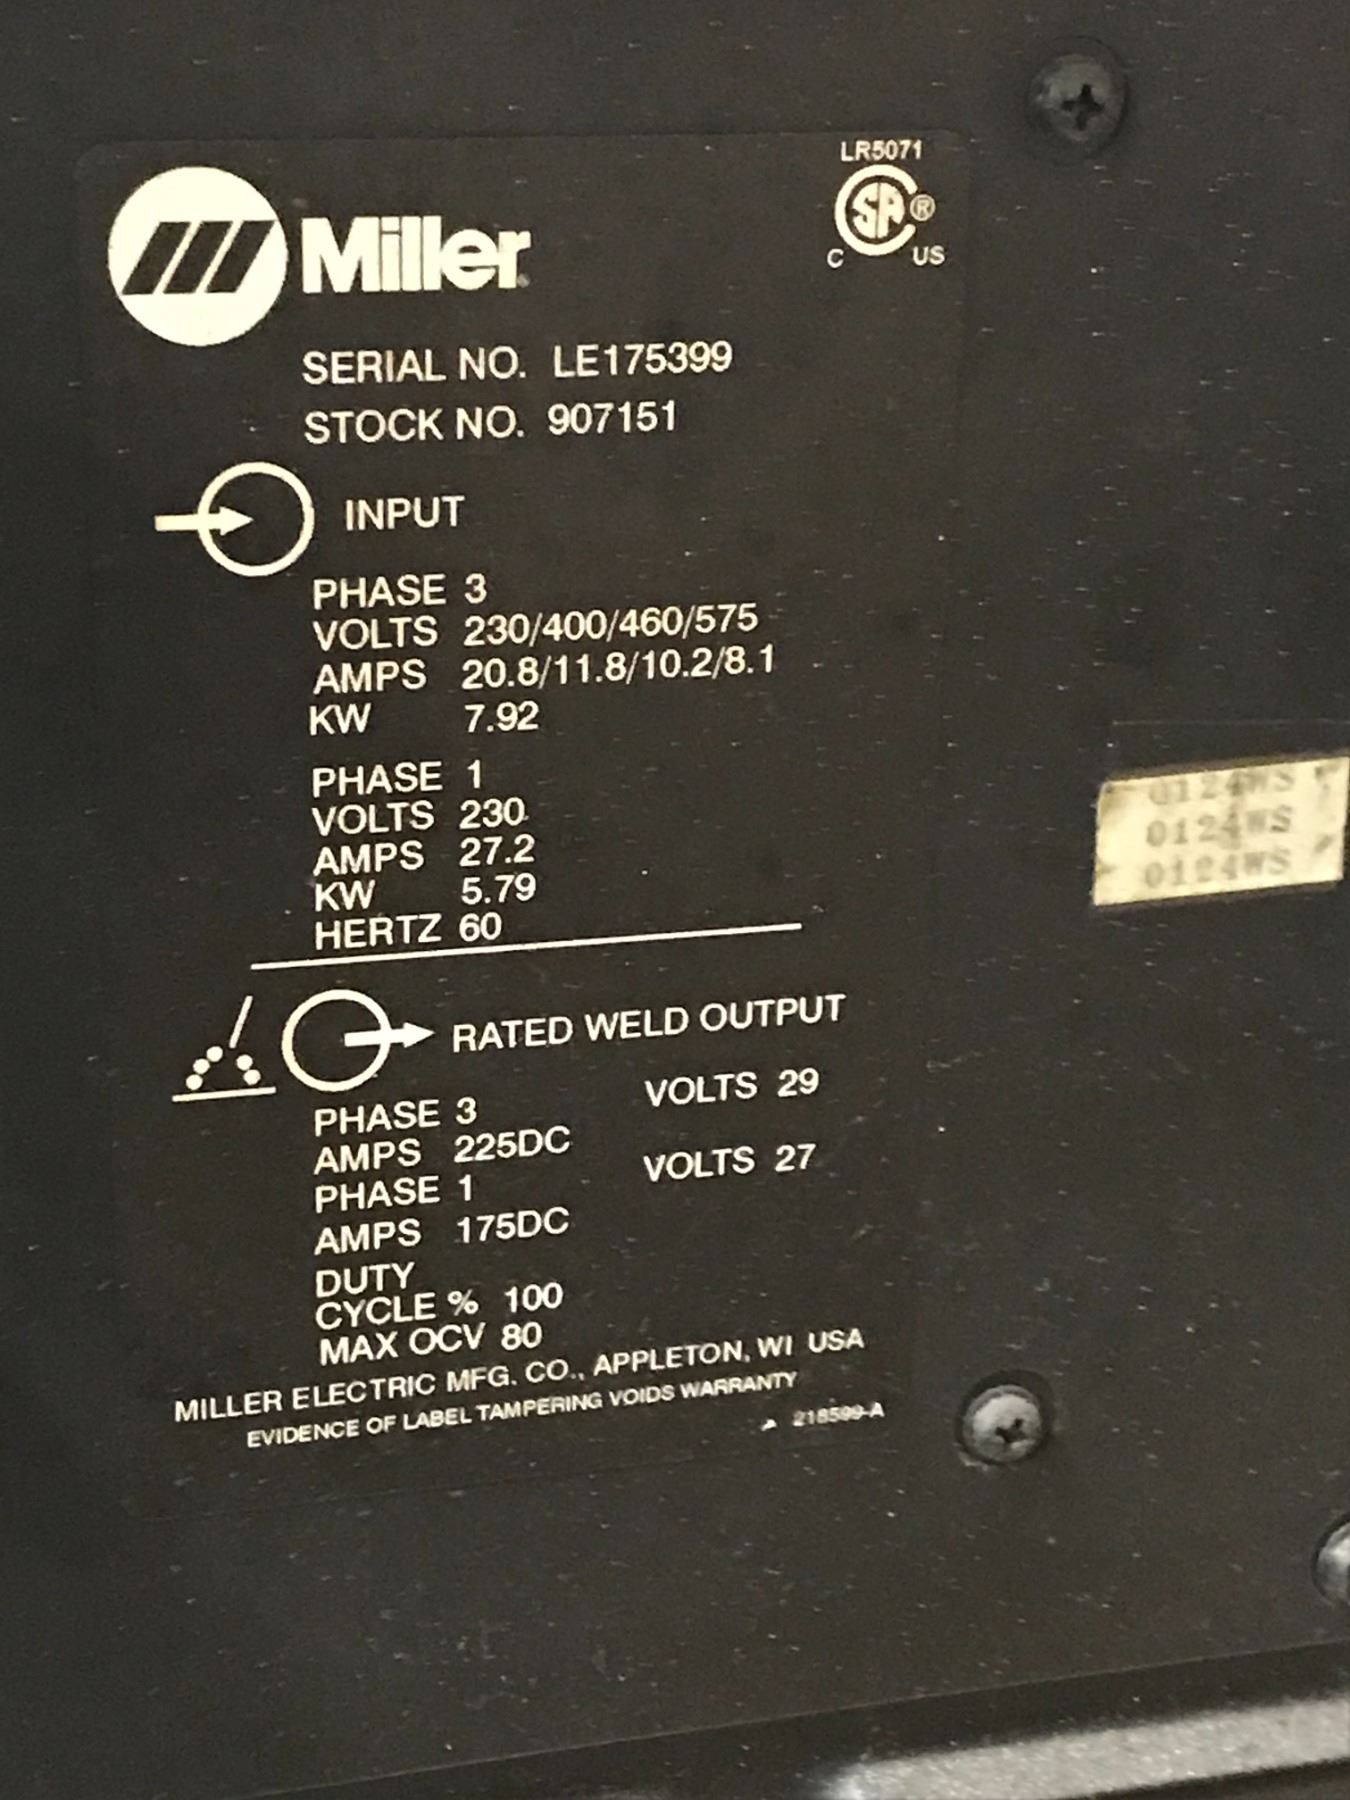 LR5071
SA ®
C US
Miller
SERIAL NO. LE175399
STOCK NO. 907151
INPUT
PHASE 3
VOLTS 230/400/460/575
AMPS 20.8/11.8/10.2/8.1
KW 7.92
PHASE 1
VOLTS 230
AMPS 27.2
KW 5.79
HERTZ 60
0124WS
0124WS
0124WS
RATED WELD OUTPUT
PHASE 3 VOLTS 29
AMPS 225DC
PHASE 1 VOLTS 27
AMPS 175DC
DUTY
CYCLE % 100
MAX OCV 80
MILLER ELECTRIC MFG. CO., APPLETON, WI USA
EVIDENCE OF LABEL TAMPERING VOIDS WARRANTY
218599-A